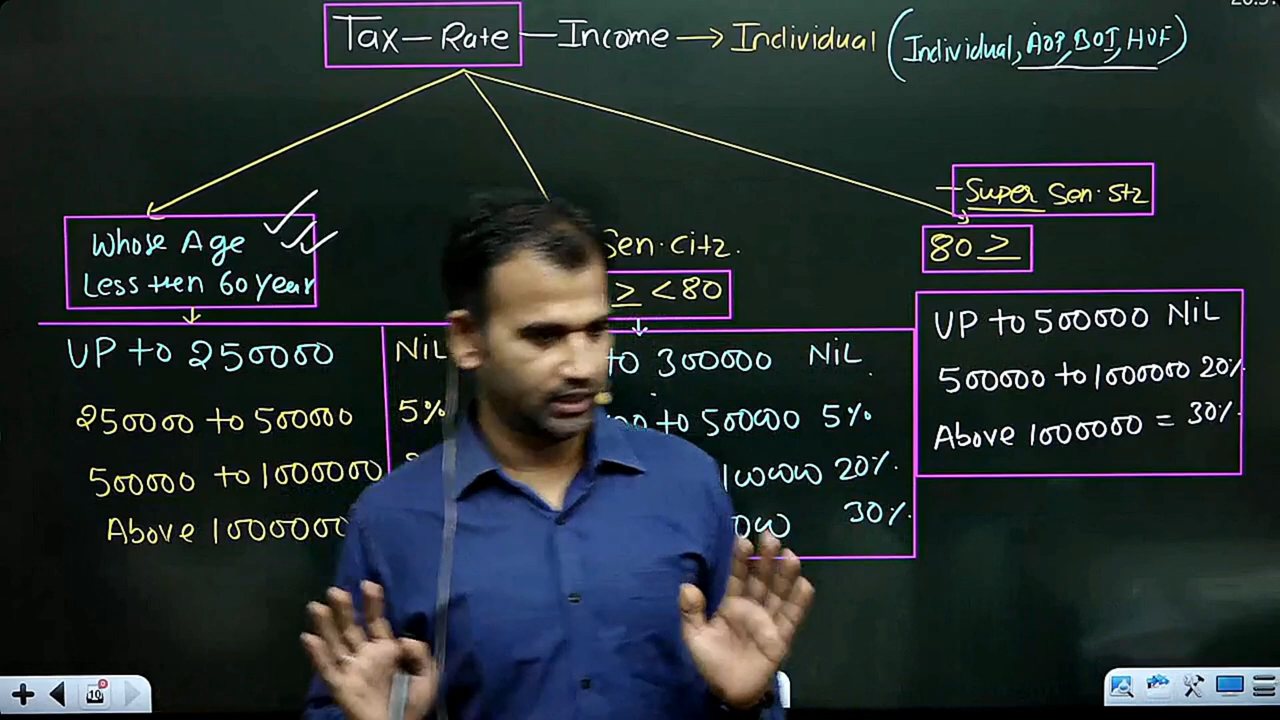 Tax - Rate - Income → Individual (Individual, AOP, BOI, HUF)
Whose Age
Less then 60 year
UP to 250000 NiL
250000 to 500000 5%
500000 to 1000000
Above 1000000
Sen. Citz.
≥ < 80
to 300000 NiL
to 500000 5%
20%
30%
Super Sen. Stz
80 ≥
UP to 500000 NiL
500000 to 1000000 20%
Above 1000000 = 30%
10